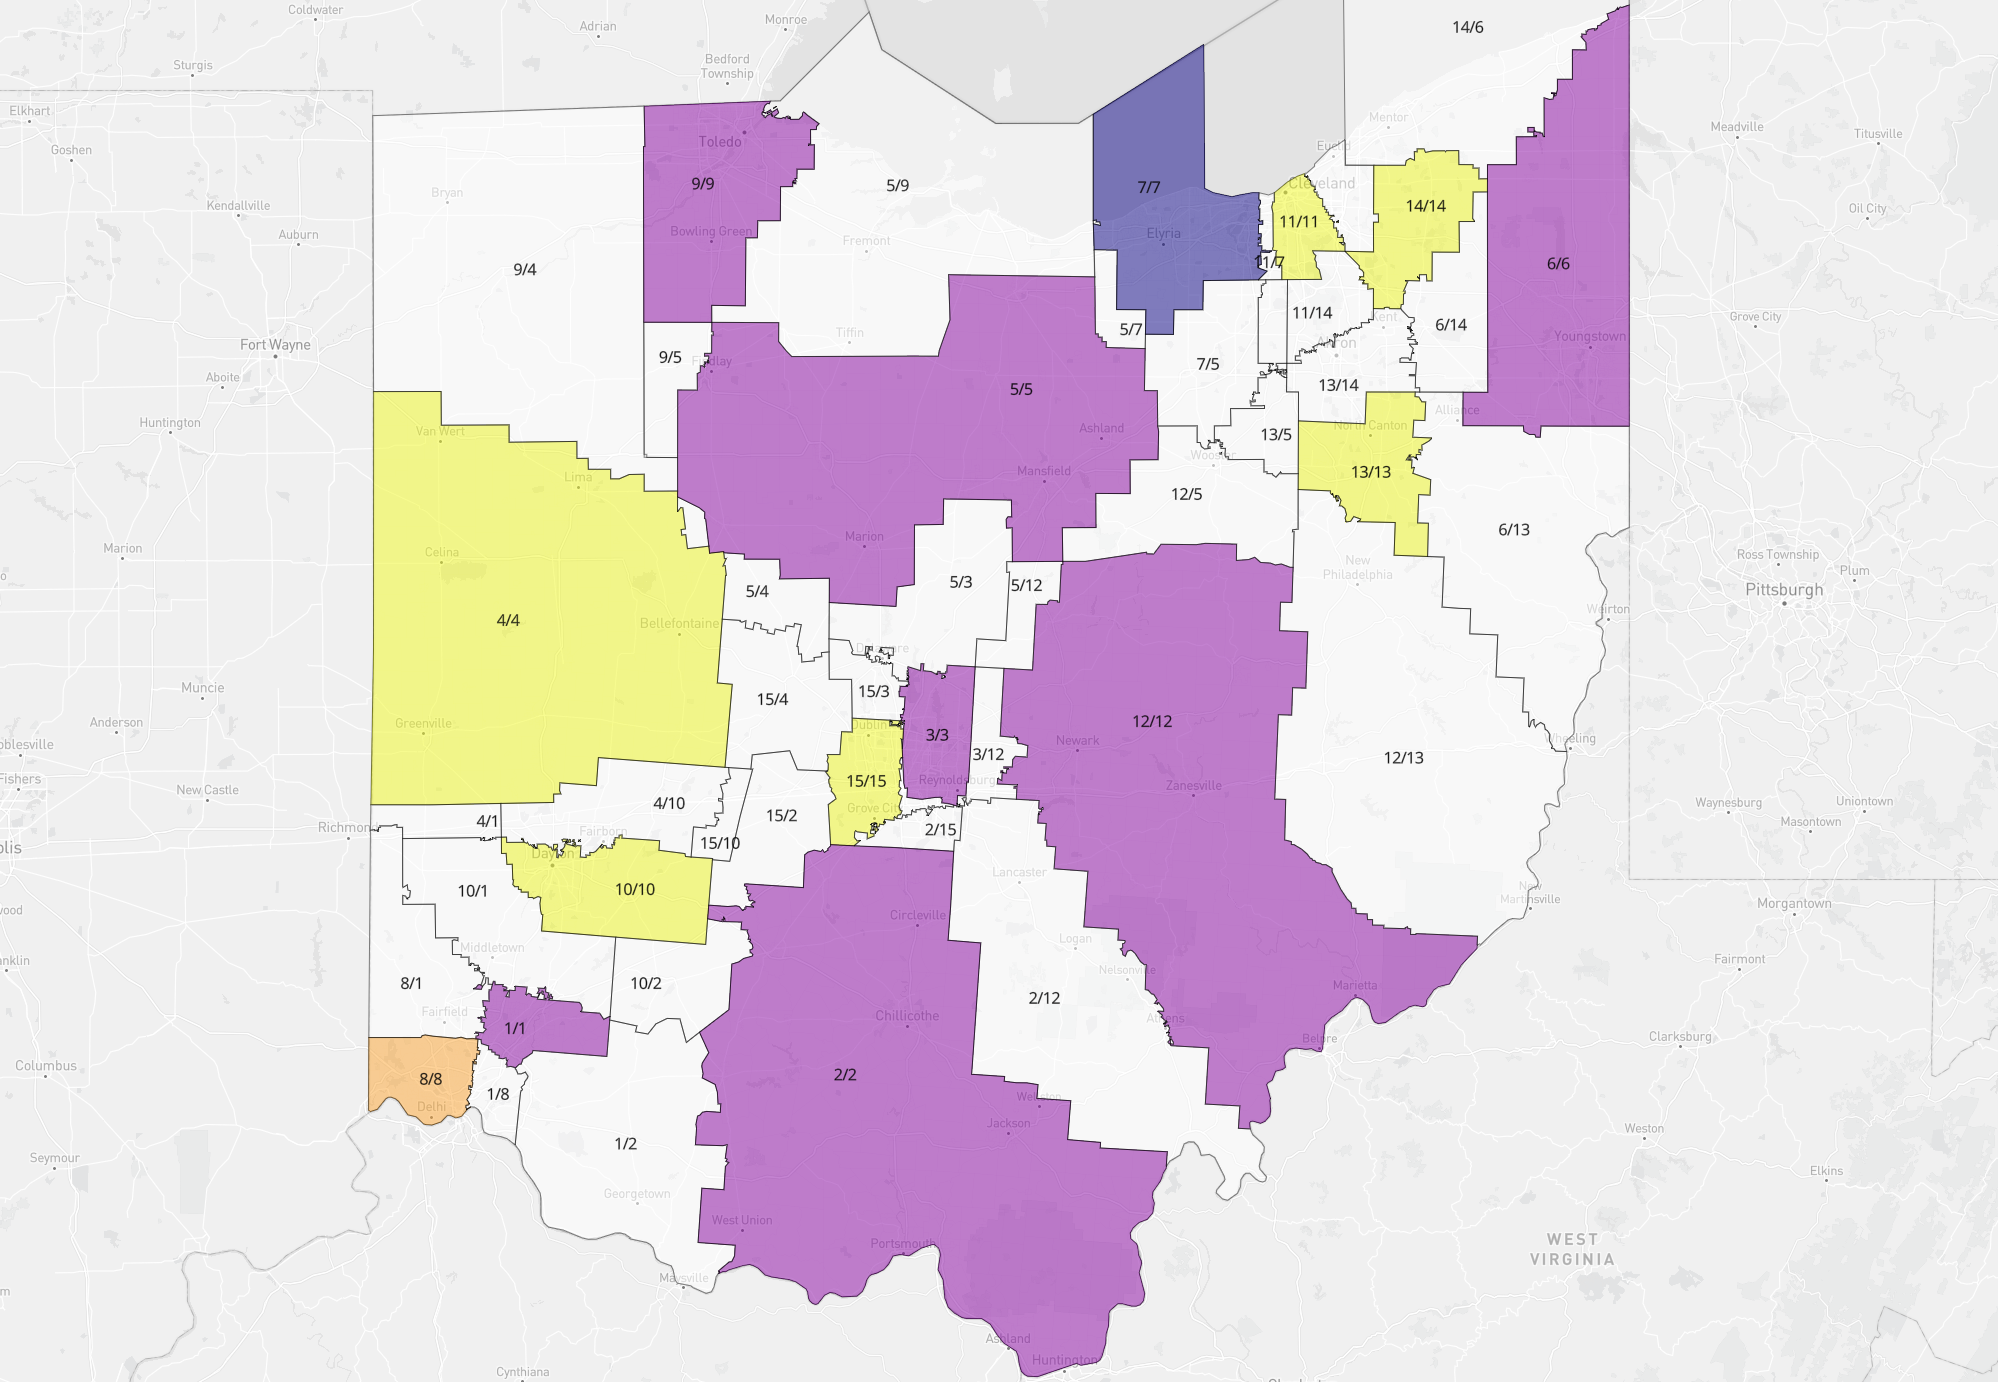 Coldwater
Monroe
Adrian
14/6
Sturgis
Bedford
Township
Elkhart
Mentor
Meadville
Titusville
Goshen
Toledo
Euclid
Bryan
9/9
5/9
7/7
Cleveland
Kendallville
14/14
Oil City
11/11
Auburn
Bowling Green
Fremont
Elyria
9/4
11/7
6/6
11/14
Kent
Grove City
5/7
6/14
Tiffin
Fort Wayne
Akron
Youngstown
9/5
Findlay
7/5
Aboite
13/14
5/5
Alliance
Huntington
Van Wert
Ashland
North Canton
13/5
Wooster
Lima
Mansfield
13/13
12/5
6/13
Marion
Celina
Marion
New
Philadelphia
Ross Township
Plum
5/4
5/3
5/12
Pittsburgh
Weirton
4/4
Bellefontaine
Delaware
Muncie
15/4
15/3
Anderson
Greenville
Dublin
3/3
12/12
Newark
Wheeling
oblesville
3/12
12/13
Fishers
15/15
Reynoldsburg
Zanesville
New Castle
4/10
Grove City
Waynesburg
Uniontown
4/1
15/2
Richmond
Fairborn
2/15
Masontown
olis
15/10
Dayton
Lancaster
10/1
10/10
New
Martinsville
Morgantown
wood
Circleville
Middletown
Logan
anklin
Nelsonville
Fairmont
8/1
10/2
Marietta
2/12
Fairfield
Chillicothe
Athens
1/1
Belpre
Clarksburg
Columbus
8/8
2/2
1/8
Wellston
Delhi
Jackson
Weston
1/2
Seymour
Elkins
Georgetown
West Union
Portsmouth
WEST
VIRGINIA
Maysville
m
Ashland
Huntington
Cynthiana